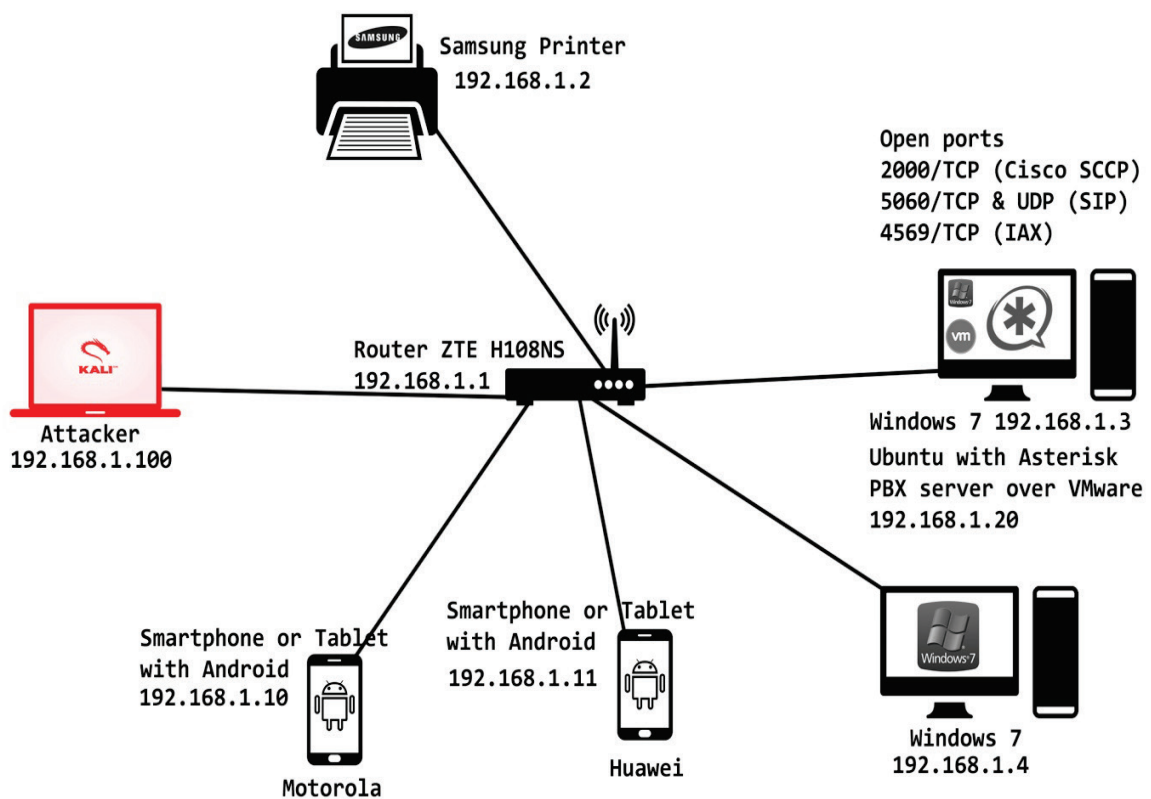 SAMSUNG
Samsung Printer
192.168.1.2
Open ports
2000/TCP (Cisco SCCP)
5060/TCP & UDP (SIP)
4569/TCP (IAX)
Windows 7
vm
Router ZTE H108NS
192.168.1.1
KALI
Attacker
192.168.1.100
Windows 7 192.168.1.3
Ubuntu with Asterisk
PBX server over VMware
192.168.1.20
Smartphone or Tablet
with Android
192.168.1.10
Motorola
Smartphone or Tablet
with Android
192.168.1.11
Huawei
Windows 7
Windows 7
192.168.1.4